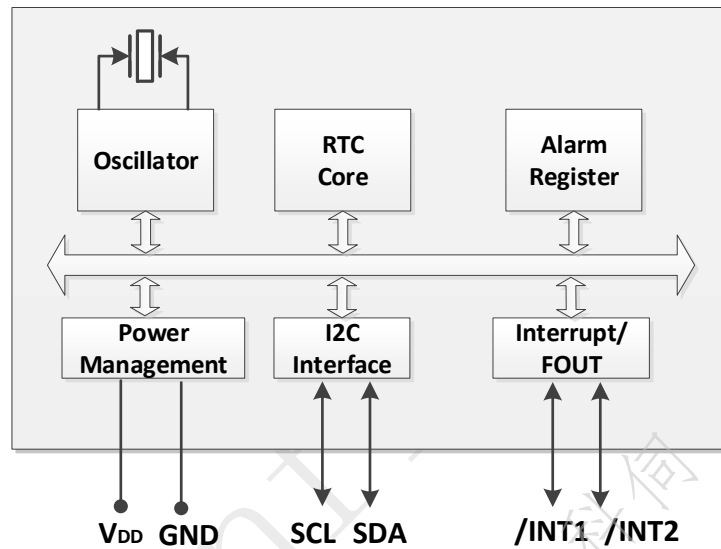 Oscillator
RTC
Core
Alarm
Register
Power
Management
I2C
Interface
Interrupt/
FOUT
VDD GND SCL SDA /INT1 /INT2